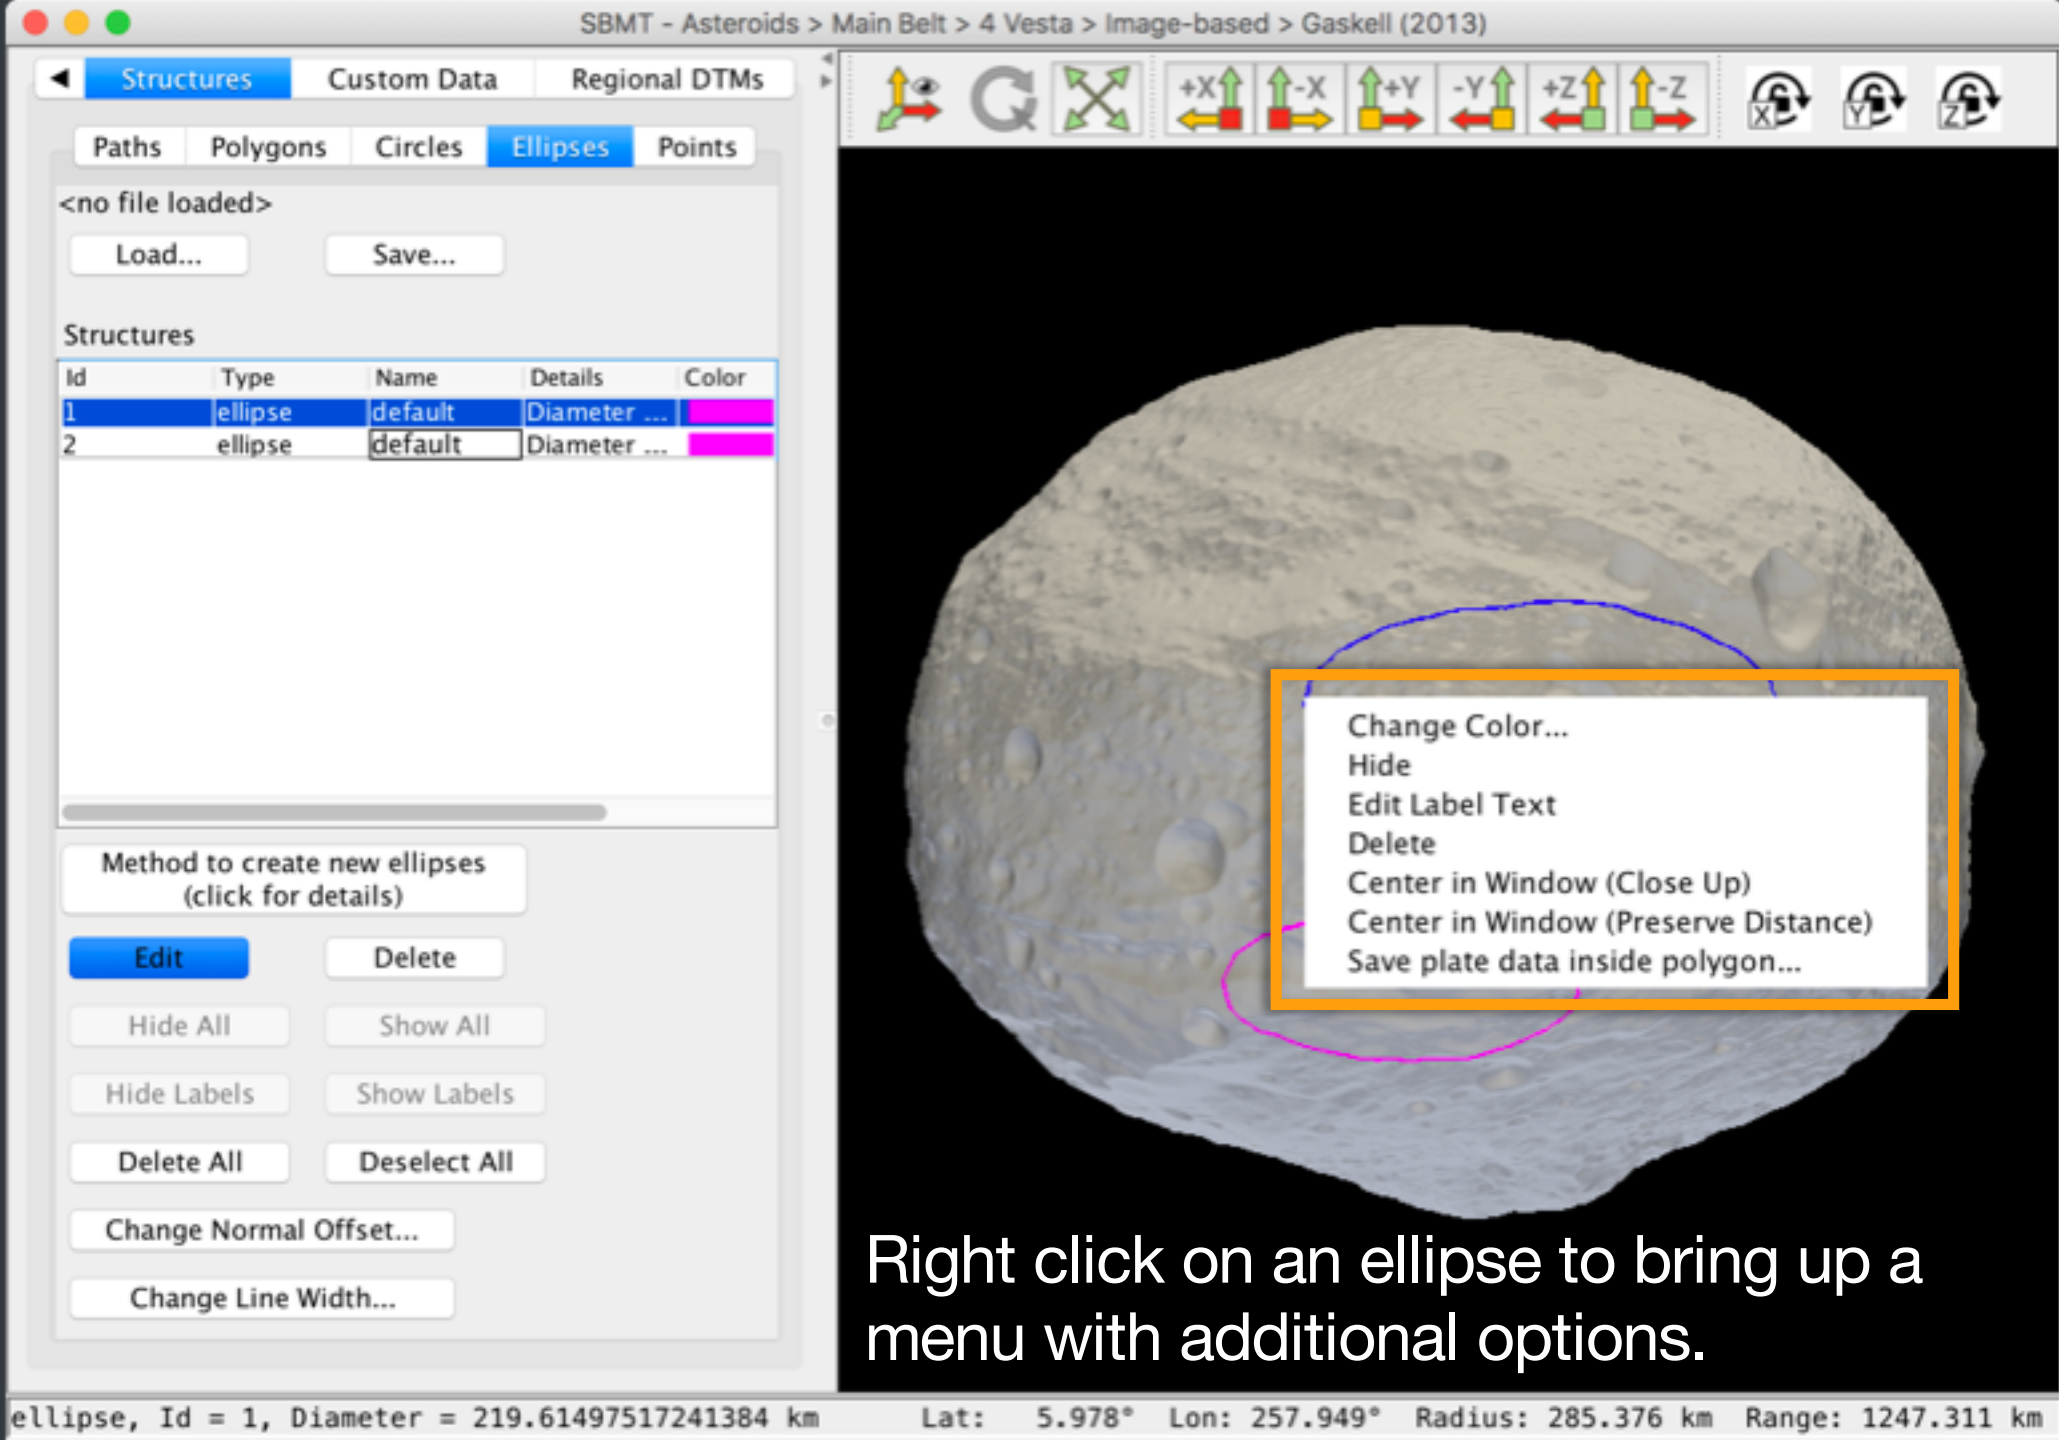 SBMT - Asteroids > Main Belt > 4 Vesta > Image-based > Gaskell (2013)
Structures Custom Data Regional DTMs
+X -X +Y -Y +Z -Z X Y Z
Paths Polygons Circles Ellipses Points
<no file loaded>
Load... Save...
Structures
Id Type Name Details Color
1 ellipse default Diameter ...
2 ellipse default Diameter ...
Method to create new ellipses
(click for details)
Edit Delete
Hide All Show All
Hide Labels Show Labels
Delete All Deselect All
Change Normal Offset...
Change Line Width...
Change Color...
Hide
Edit Label Text
Delete
Center in Window (Close Up)
Center in Window (Preserve Distance)
Save plate data inside polygon...
Right click on an ellipse to bring up a
menu with additional options.
ellipse, Id = 1, Diameter = 219.61497517241384 km Lat: 5.978° Lon: 257.949° Radius: 285.376 km Range: 1247.311 km